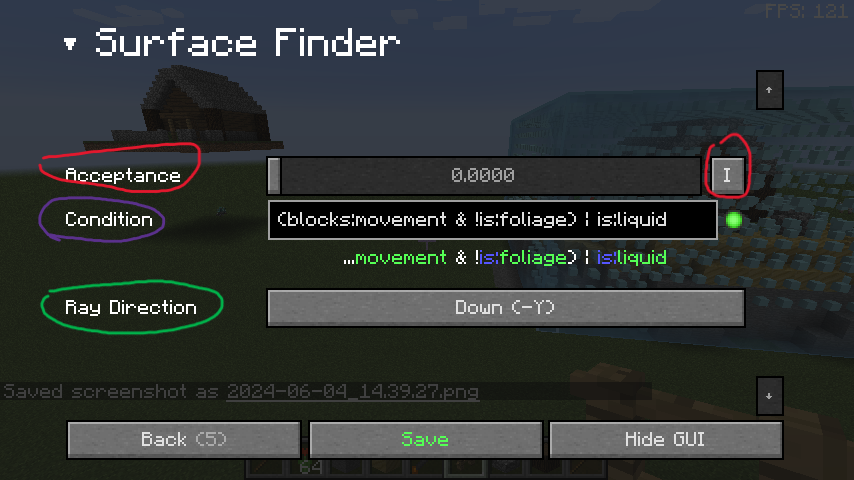 FPS: 121
▼ Surface Finder
↑
Acceptance 0.0000 I
Condition (blocks:movement & !is:foliage) | is:liquid
...movement & !is:foliage) | is:liquid
Ray Direction Down (-Y)
Saved screenshot as 2024-06-04_14.39.27.png
↓
Back (5) Save Hide GUI
64